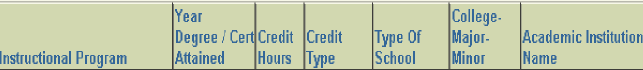 Instructional Program
Year
Degree / Cert
Attained
Credit
Hours
Credit
Type
Type Of
School
College-
Major-
Minor
Academic Institution
Name